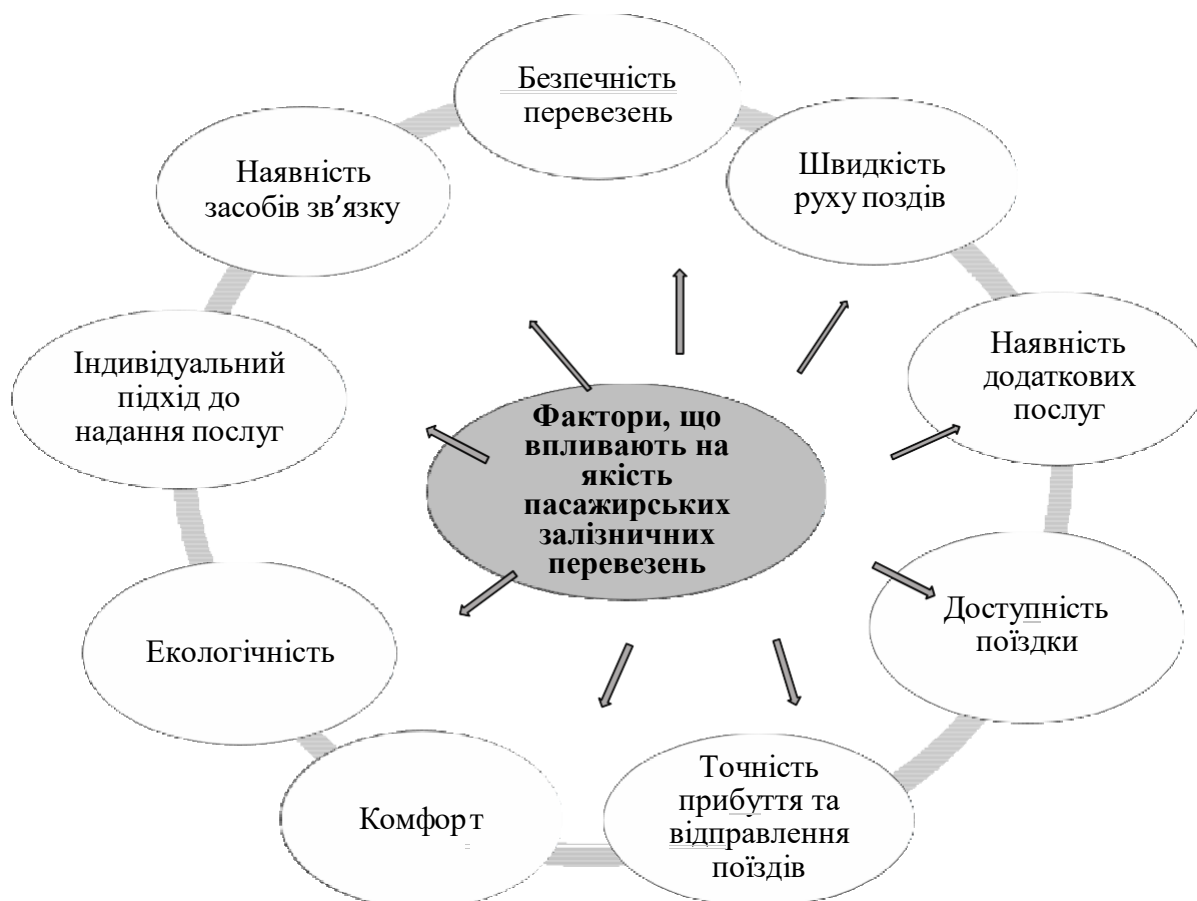 Безпечність
перевезень
Швидкість
руху поздів
Наявність
додаткових
послуг
Доступність
поїздки
Точність
прибуття та
відправлення
поїздів
Комфорт
Екологічність
Індивідуальний
підхід до
надання послуг
Наявність
засобів зв’язку
Фактори, що
впливають на
якість
пасажирських
залізничних
перевезень